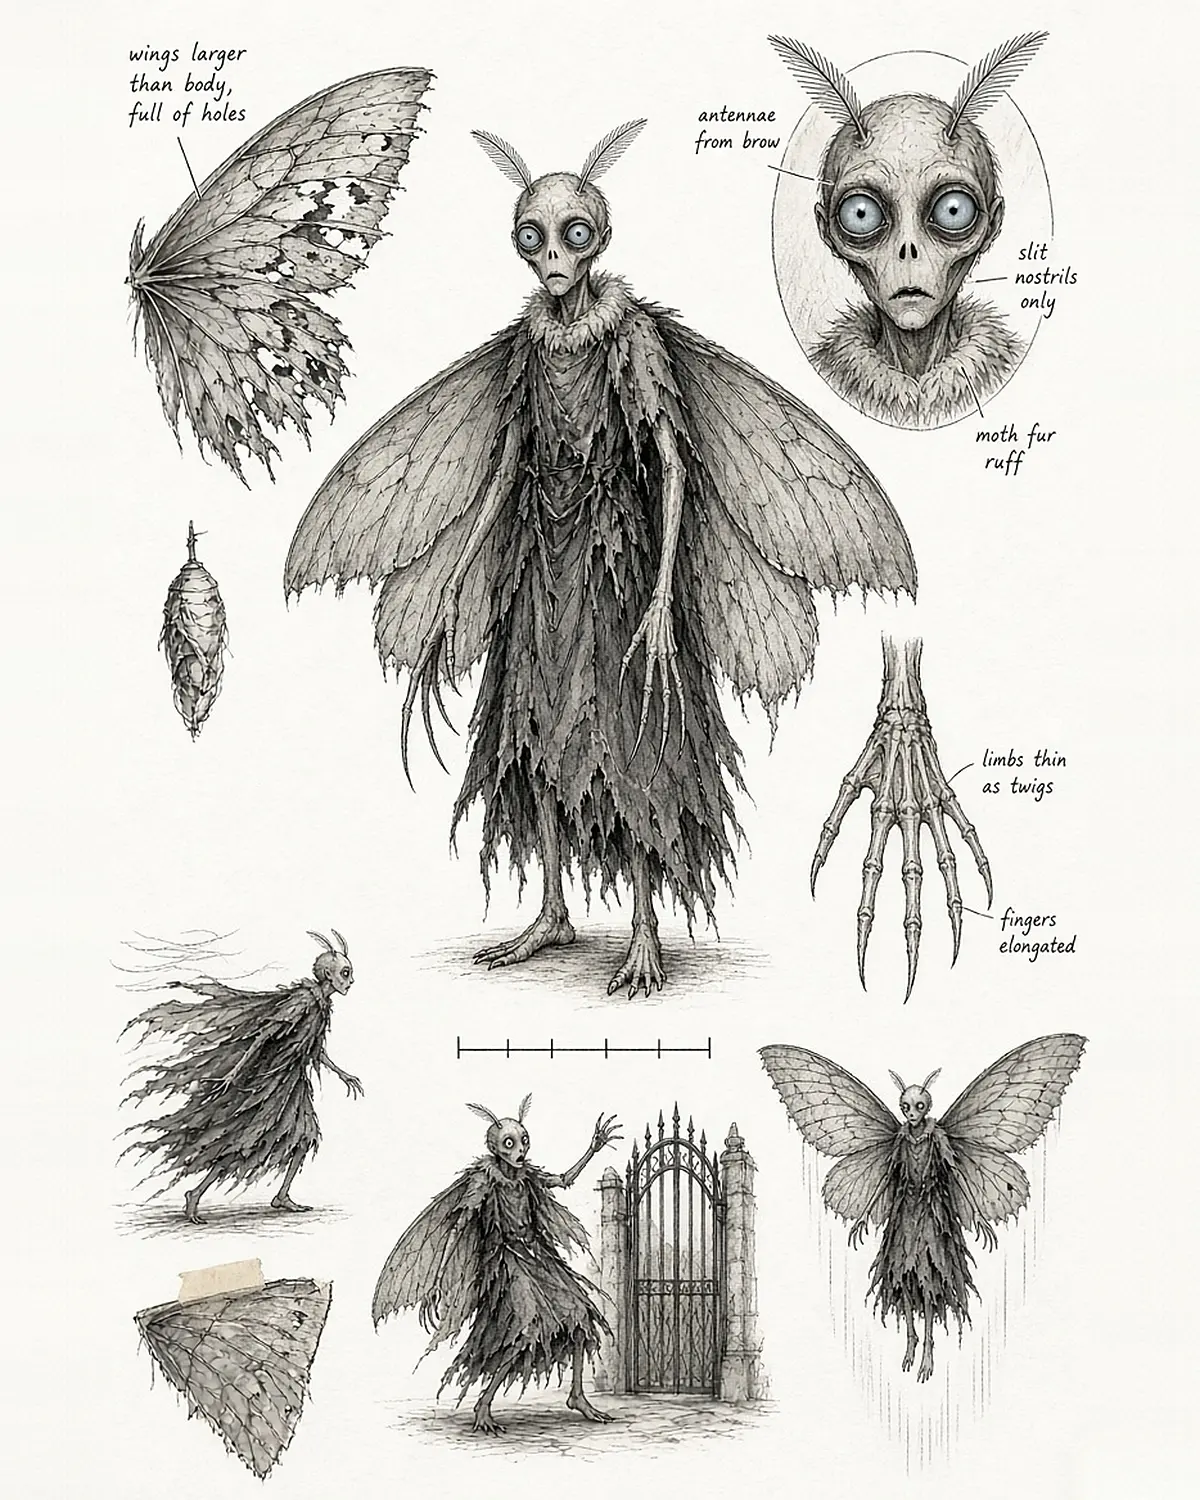 wings larger
than body,
full of holes
antennae
from brow
slit
nostrils
only
moth fur
ruff
limbs thin
as twigs
fingers
elongated